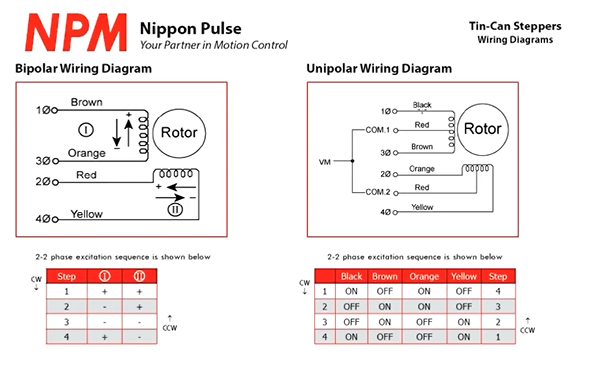 NPM
Nippon Pulse
Your Partner in Motion Control
Tin-Can Steppers
Wiring Diagrams
Bipolar Wiring Diagram
1Ø Brown
I
+
Rotor
Orange
3Ø
2Ø Red
+
II
4Ø Yellow
2-2 phase excitation sequence is shown below
CW
Step I II
1 + +
2 - +
3 - -
4 + -
CCW
Unipolar Wiring Diagram
1Ø Black
COM.1 Red
Rotor
3Ø Brown
VM
2Ø Orange
COM.2 Red
4Ø Yellow
2-2 phase excitation sequence is shown below
CW
Black Brown Orange Yellow Step
1 ON OFF ON OFF 4
2 OFF ON ON OFF 3
3 OFF ON OFF ON 2
4 ON OFF OFF ON 1
CCW